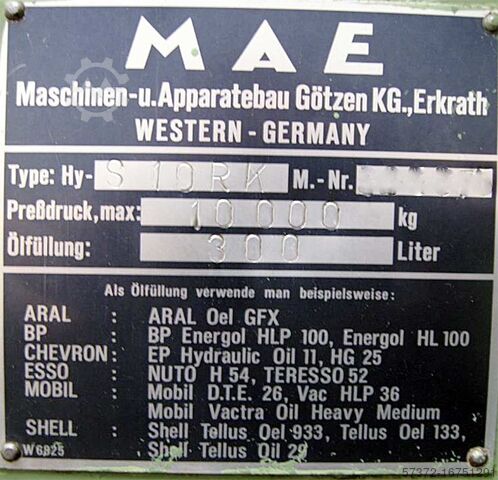 MAE
Maschinen-u.Apparatebau Götzen KG.,Erkrath
WESTERN - GERMANY
Type: Hy- S 10RK M.-Nr.
Preßdruck,max: 10 000 kg
Ölfüllung: 300 Liter
Als Ölfüllung verwende man beispielsweise:
ARAL : ARAL Oel GFX
BP : BP Energol HLP 100, Energol HL 100
CHEVRON : EP Hydraulic Oil 11, HG 25
ESSO : NUTO H 54, TERESSO 52
MOBIL : Mobil D.T.E. 26, Vac HLP 36
Mobil Vactra Oil Heavy Medium
SHELL : Shell Tellus Oel 933, Tellus Oel 133,
Shell Tellus Oil 29
W6925
57372-16751291